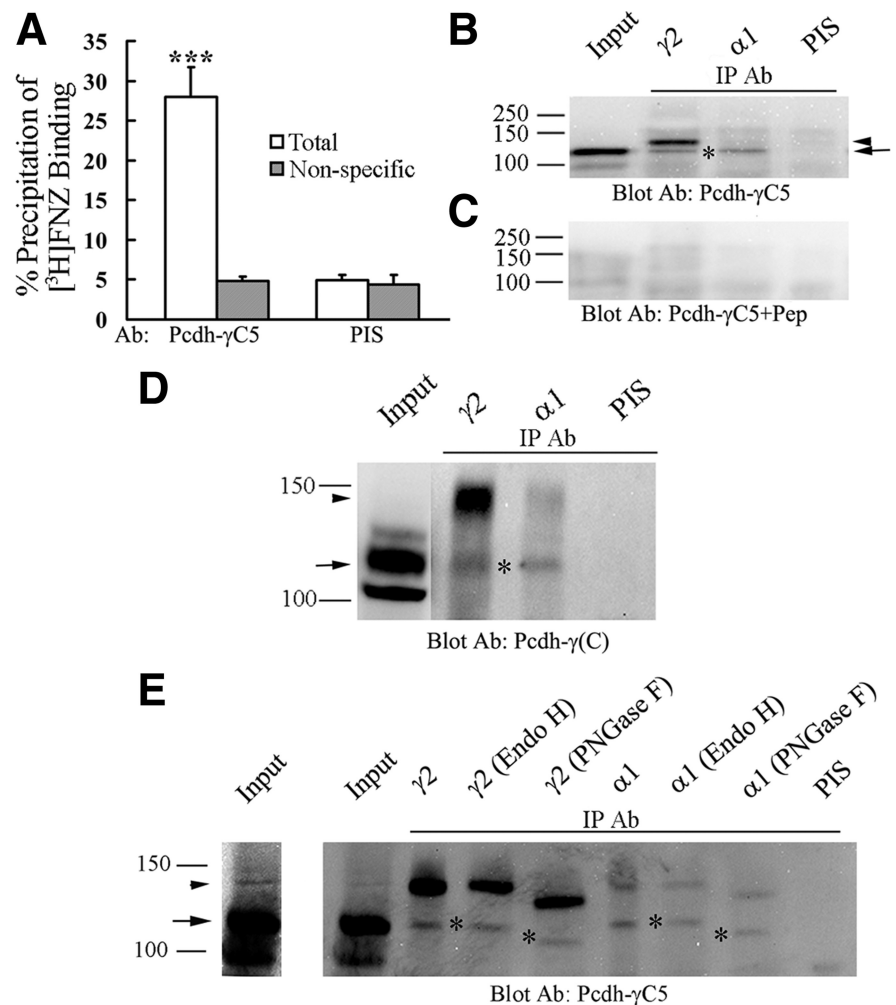 A
% Precipitation of
[³H]FNZ Binding
35
30
25
20
15
10
5
0
***
Total
Non-specific
Ab: Pcdh-γC5 PIS
B
Input γ2 α1 PIS
IP Ab
250
150
100
*
Blot Ab: Pcdh-γC5
C
250
150
100
Blot Ab: Pcdh-γC5+Pep
D
Input γ2 α1 PIS
IP Ab
150
100
*
Blot Ab: Pcdh-γ(C)
E
Input Input γ2 γ2 (Endo H) γ2 (PNGase F) α1 α1 (Endo H) α1 (PNGase F) PIS
IP Ab
150
100
* * * *
Blot Ab: Pcdh-γC5